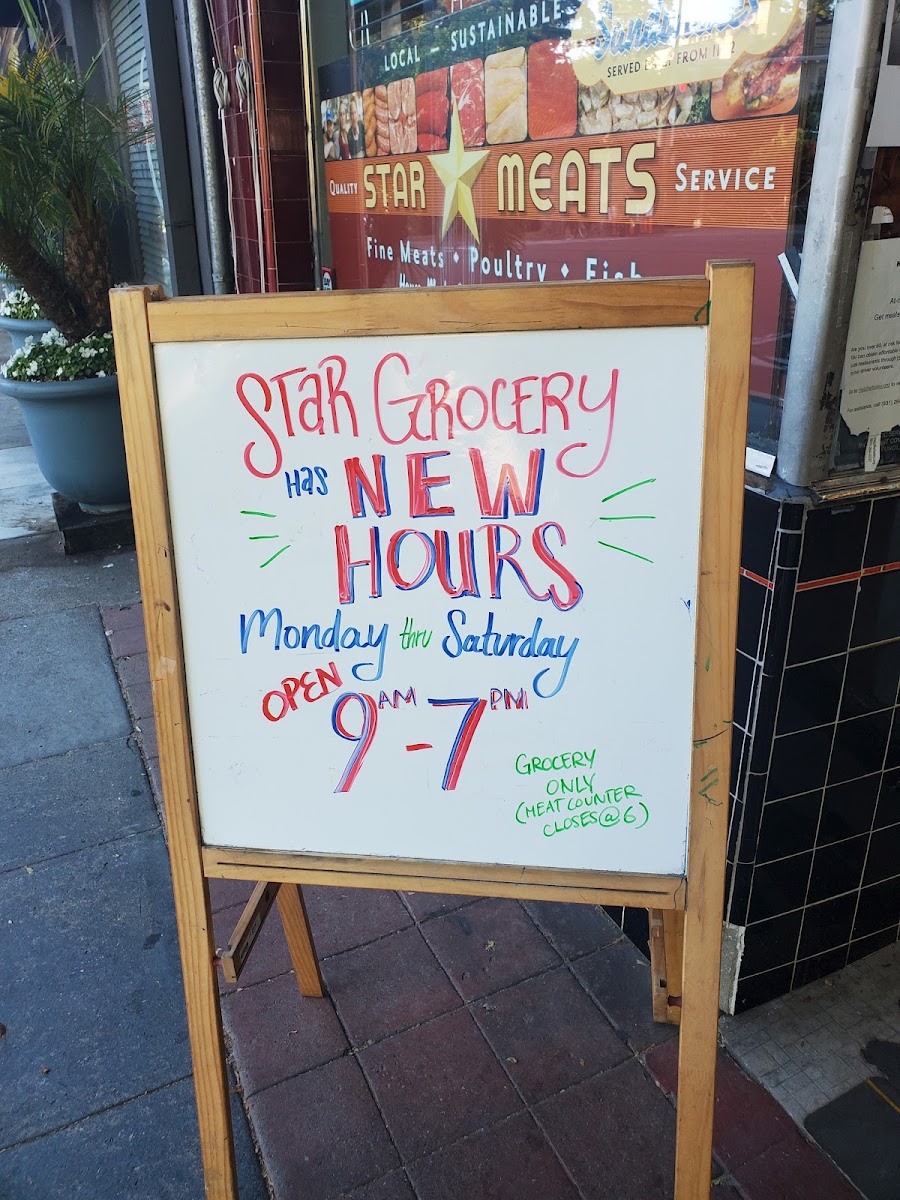 LOCAL — SUSTAINABLE
SERVED
FROM
QUALITY STAR MEATS SERVICE
Fine Meats • Poultry • Fish
STAR GROCERY
Has NEW
HOURS
Monday thru Saturday
OPEN 9AM - 7PM
GROCERY
ONLY
(MEAT COUNTER
CLOSES@6)